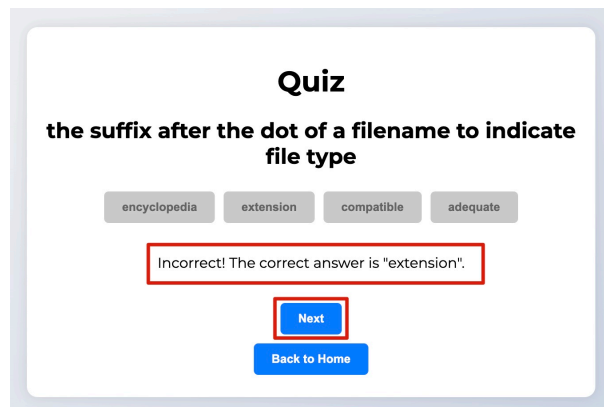 Quiz
the suffix after the dot of a filename to indicate
file type
encyclopedia extension compatible adequate
Incorrect! The correct answer is "extension".
Next
Back to Home